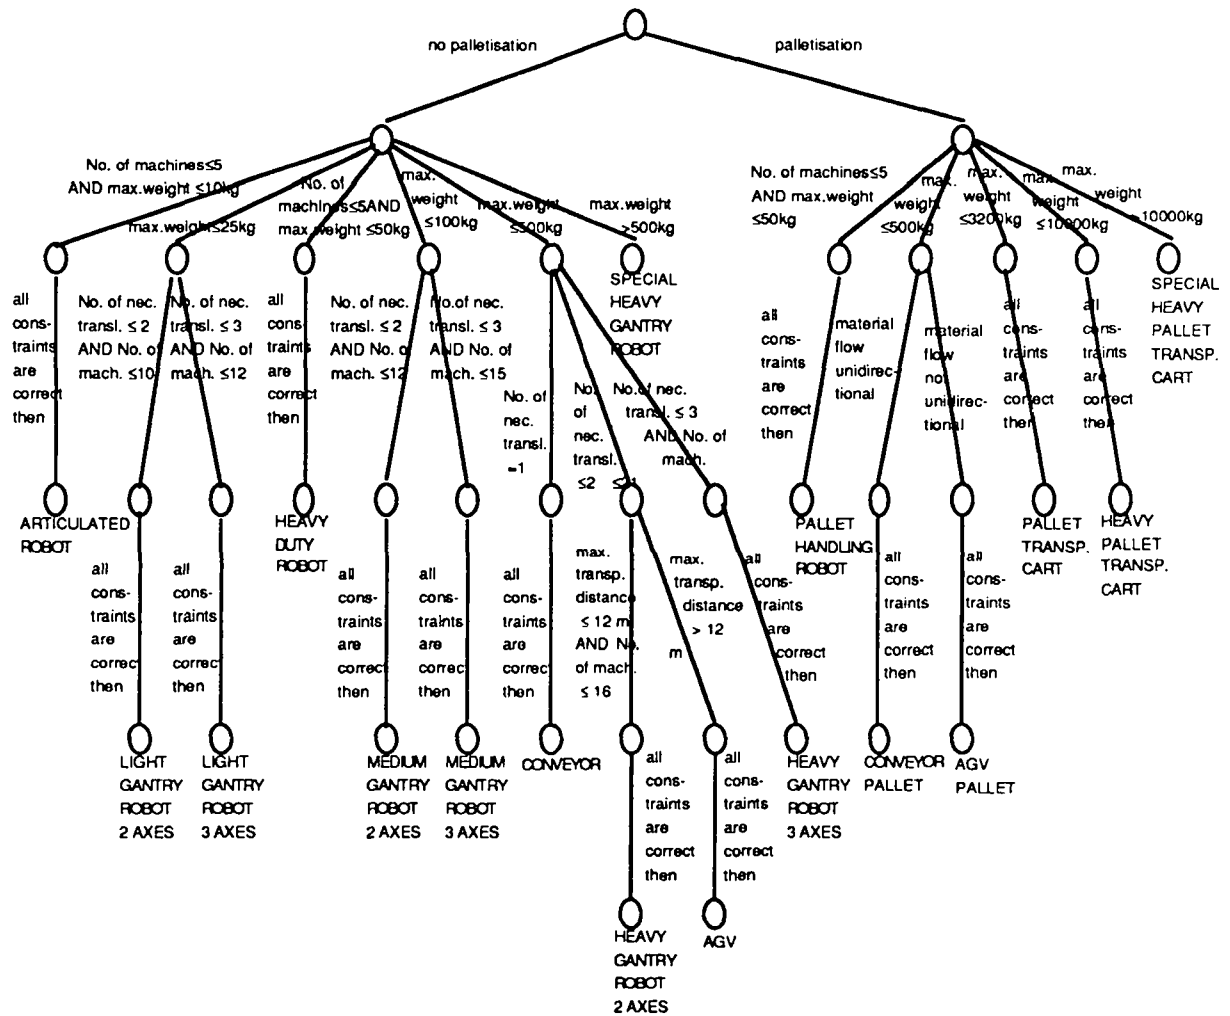 no palletisation
palletisation
No. of machines≤5
AND max.weight ≤10kg
max.weight≤25kg
No. of
machines≤5AND
max.weight ≤50kg
max.
weight
≤100kg
max.weight
≤500kg
max.weight
>500kg
No. of machines≤5
AND max.weight
≤50kg
max.
weight
≤500kg
max.
weight
≤3200kg
max.
weight
≤10000kg
max.
weight
>10000kg
SPECIAL
HEAVY
GANTRY
ROBOT
SPECIAL
HEAVY
PALLET
TRANSP.
CART
all
cons-
traints
are
correct
then
No. of nec.
transl. ≤ 2
AND No. of
mach. ≤10
No. of nec.
transl. ≤ 3
AND No. of
mach. ≤12
all
cons-
traints
are
correct
then
No. of nec.
transl. ≤ 2
AND No. of
mach. ≤12
No. of nec.
transl. ≤ 3
AND No. of
mach. ≤15
No. of
nec.
transl.
=1
No.
of
nec.
transl.
≤2
No. of nec.
transl. ≤ 3
AND No. of
mach.
all
cons-
traints
are
correct
then
material
flow
unidirec-
tional
material
flow
not
unidirec-
tional
all
cons-
traints
are
correct
then
all
cons-
traints
are
correct
then
ARTICULATED
ROBOT
HEAVY
DUTY
ROBOT
PALLET
HANDLING
ROBOT
PALLET
TRANSP.
CART
HEAVY
PALLET
TRANSP.
CART
all
cons-
traints
are
correct
then
all
cons-
traints
are
correct
then
all
cons-
traints
are
correct
then
all
cons-
traints
are
correct
then
all
cons-
traints
are
correct
then
max.
transp.
distance
≤ 12 m
AND No.
of mach.
≤ 16
max.
transp.
distance
> 12
m
all
cons-
traints
are
correct
then
all
cons-
traints
are
correct
then
all
cons-
traints
are
correct
then
LIGHT
GANTRY
ROBOT
2 AXES
LIGHT
GANTRY
ROBOT
3 AXES
MEDIUM
GANTRY
ROBOT
2 AXES
MEDIUM
GANTRY
ROBOT
3 AXES
CONVEYOR
all
cons-
traints
are
correct
then
all
cons-
traints
are
correct
then
HEAVY
GANTRY
ROBOT
3 AXES
CONVEYOR
PALLET
AGV
PALLET
HEAVY
GANTRY
ROBOT
2 AXES
AGV